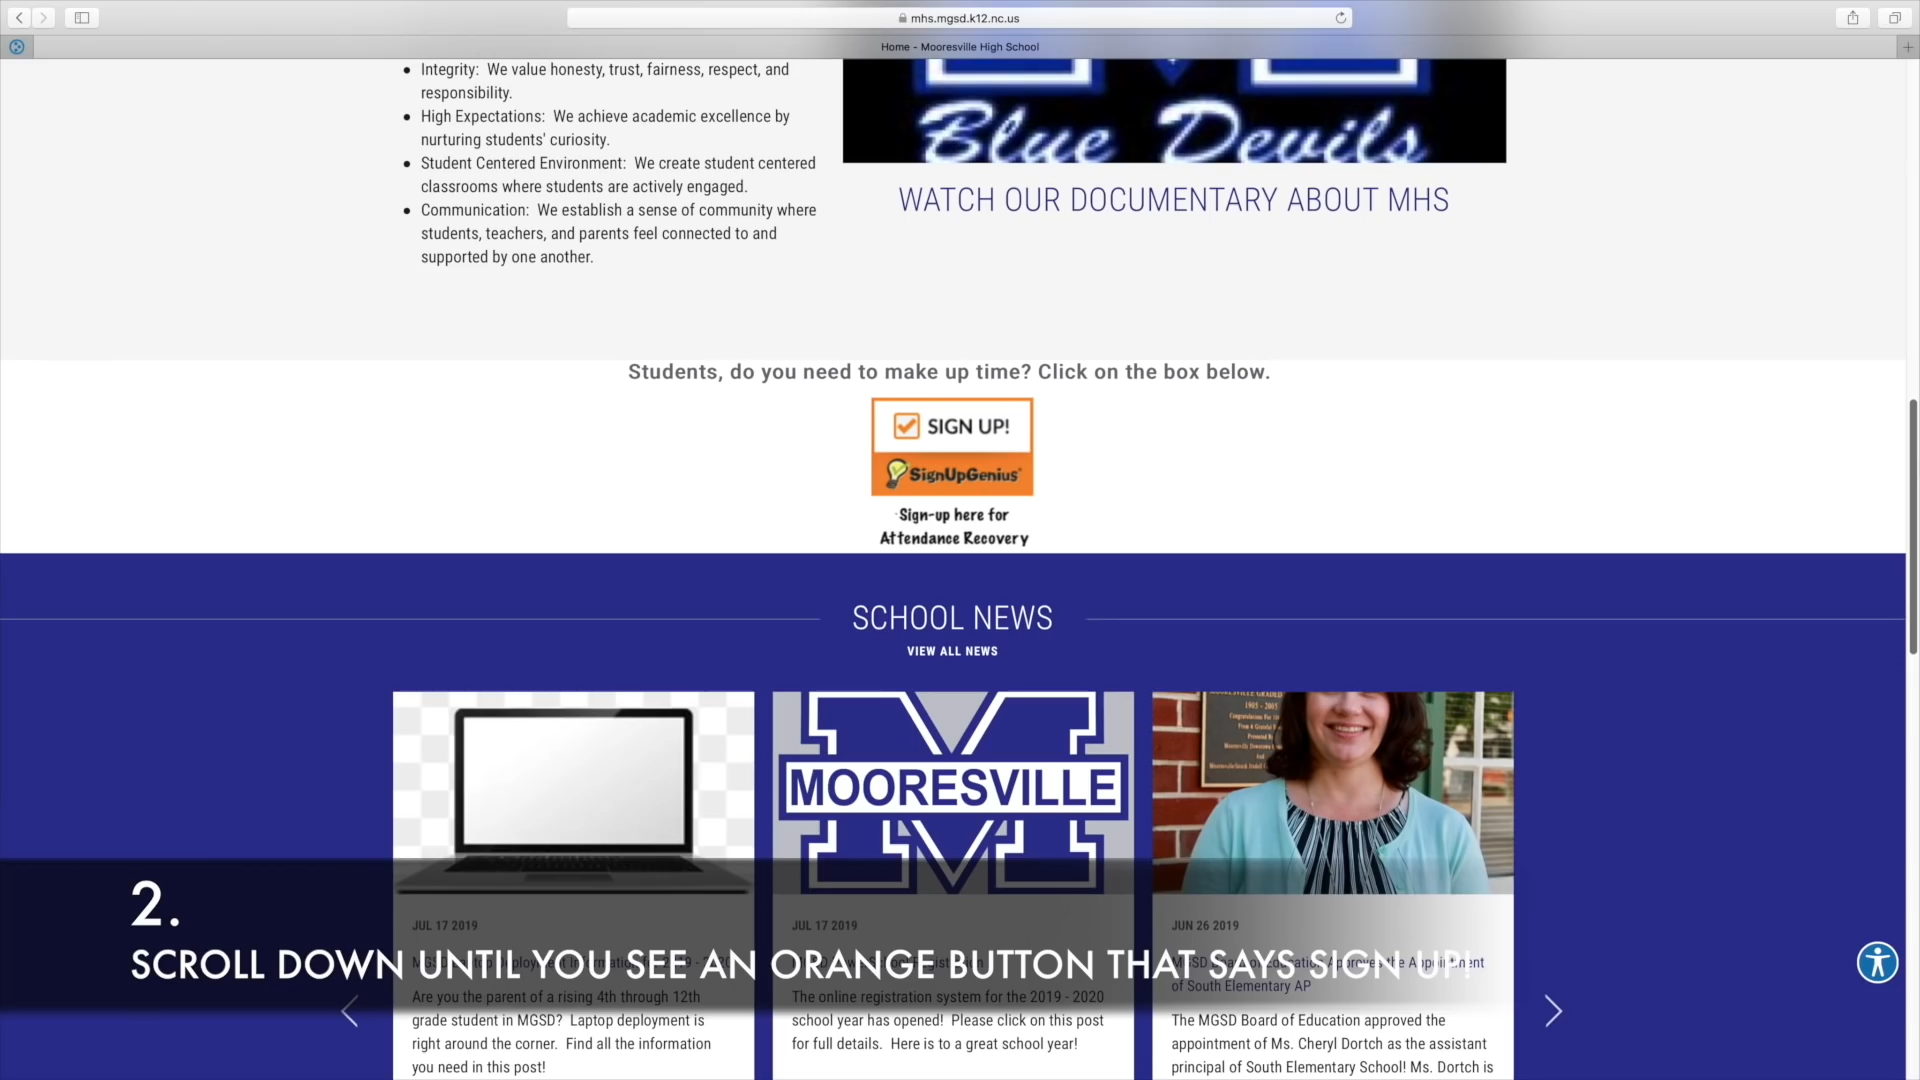 mhs.mgsd.k12.nc.us
Home - Mooresville High School
Integrity: We value honesty, trust, fairness, respect, and
responsibility.
High Expectations: We achieve academic excellence by
nurturing students' curiosity.
Student Centered Environment: We create student centered
classrooms where students are actively engaged.
Communication: We establish a sense of community where
students, teachers, and parents feel connected to and
supported by one another.
Blue Devils
WATCH OUR DOCUMENTARY ABOUT MHS
Students, do you need to make up time? Click on the box below.
SIGN UP!
SignUpGenius
Sign-up here for
Attendance Recovery
SCHOOL NEWS
VIEW ALL NEWS
MOORESVILLE
1905 - 2005
2.
SCROLL DOWN UNTIL YOU SEE AN ORANGE BUTTON THAT SAYS SIGN UP!
JUL 17 2019
Are you the parent of a rising 4th through 12th
grade student in MGSD? Laptop deployment is
right around the corner. Find all the information
you need in this post!
JUL 17 2019
The online registration system for the 2019 - 2020
school year has opened! Please click on this post
for full details. Here is to a great school year!
JUN 26 2019
MGSD Board of Education Approves the Appointment
of South Elementary AP
The MGSD Board of Education approved the
appointment of Ms. Cheryl Dortch as the assistant
principal of South Elementary School! Ms. Dortch is